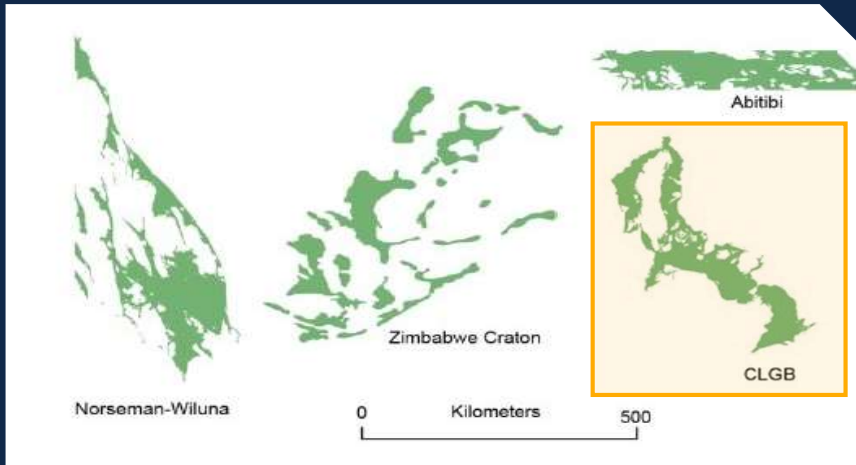 Abitibi
Zimbabwe Craton
CLGB
Norseman-Wiluna
0 Kilometers 500